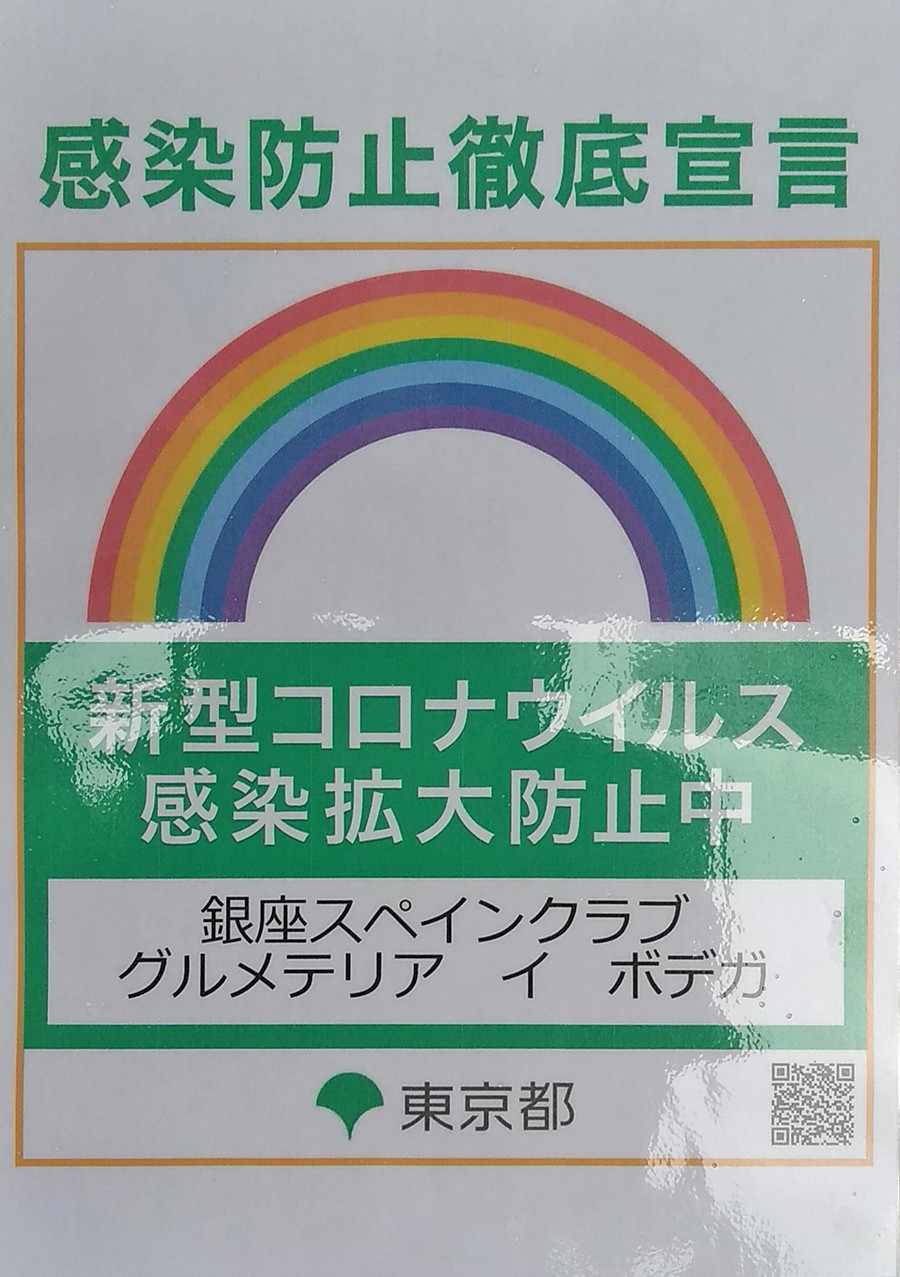 感染防止徹底宣言
新型コロナウイルス
感染拡大防止中
銀座スペインクラブ
グルメテリア　イ　ボデガ
東京都